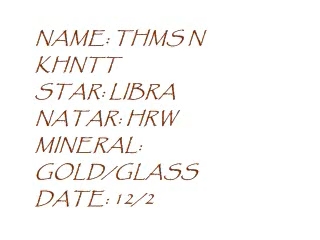 NAME: THMS N
KHNTT
STAR: LIBRA
NATAR: HRW
MINERAL:
GOLD/GLASS
DATE: 12/2